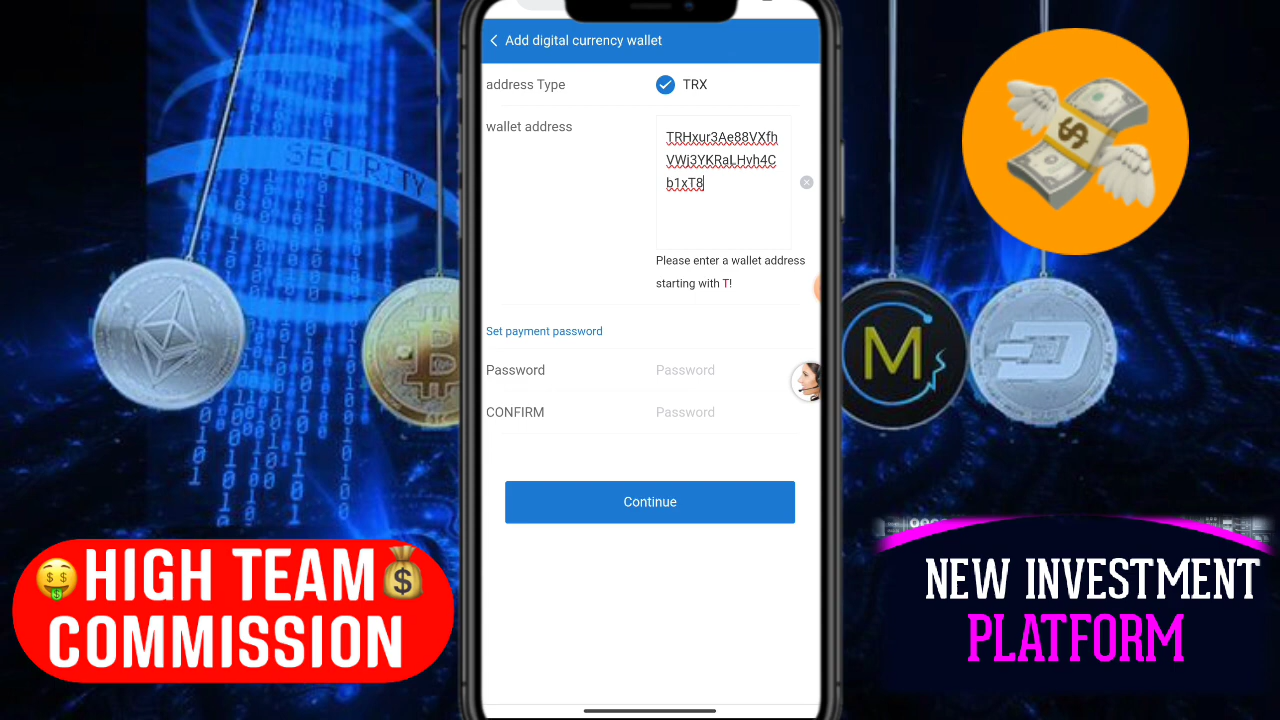 Add digital currency wallet
address Type
TRX
wallet address
TRHxur3Ae88VXfh
VWj3YKRaLHvh4C
b1xT8
Please enter a wallet address
starting with T!
Set payment password
Password
Password
CONFIRM
Password
Continue
SECURITY
HIGH TEAM
COMMISSION
NEW INVESTMENT
PLATFORM